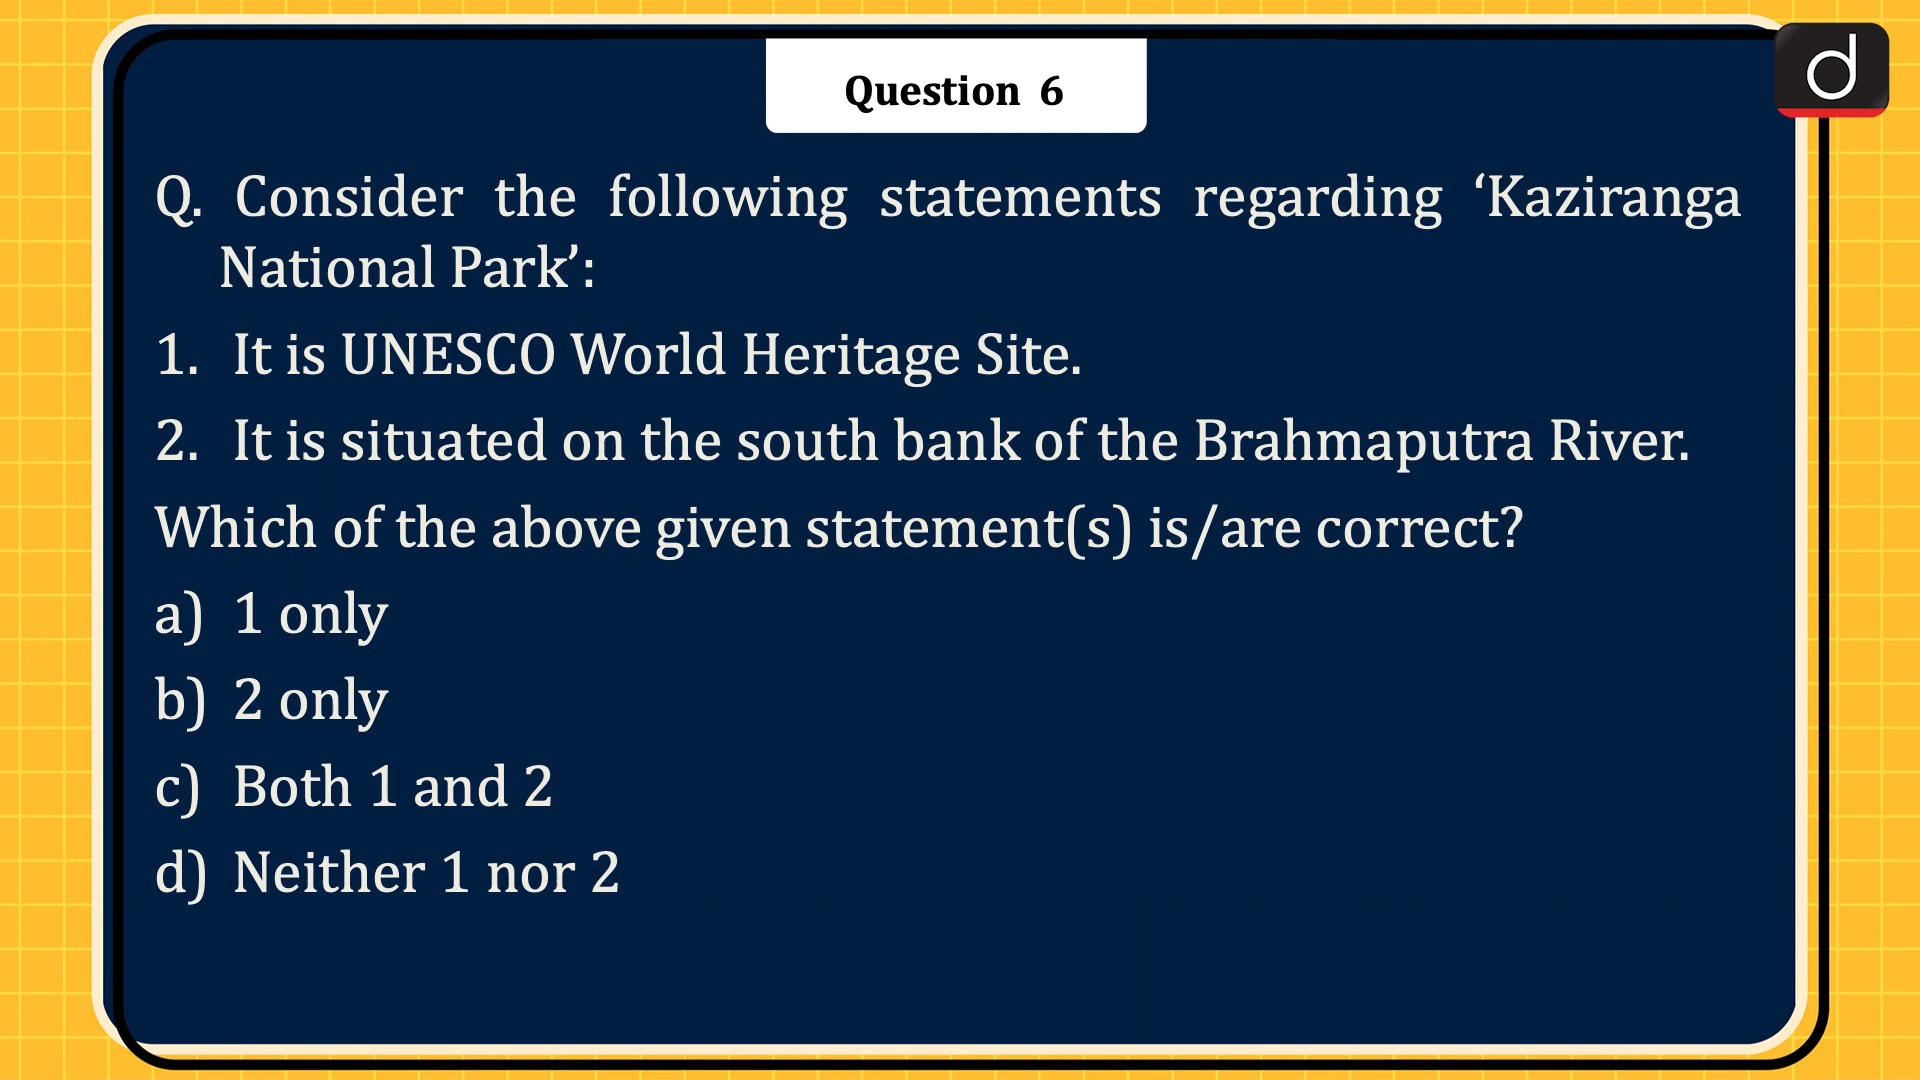 Question 6
d
Q. Consider the following statements regarding ‘Kaziranga
National Park’:
1. It is UNESCO World Heritage Site.
2. It is situated on the south bank of the Brahmaputra River.
Which of the above given statement(s) is/are correct?
a) 1 only
b) 2 only
c) Both 1 and 2
d) Neither 1 nor 2